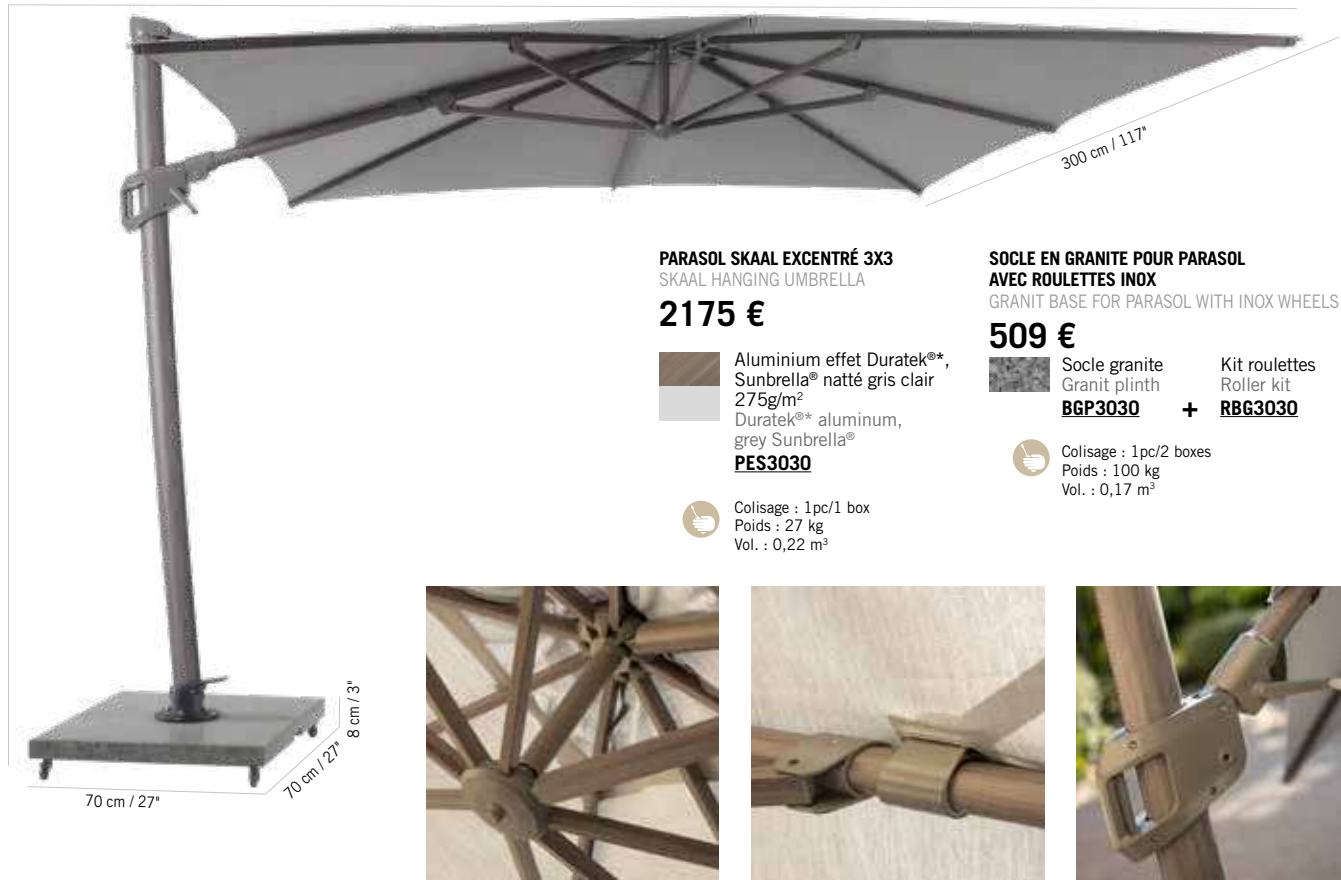 300 cm / 117"
PARASOL SKAAL EXCENTRÉ 3X3
SKAAL HANGING UMBRELLA
2175 €
Aluminium effet Duratek®*,
Sunbrella® natté gris clair
275g/m²
Duratek®* aluminum,
grey Sunbrella®
PES3030
Colisage : 1pc/1 box
Poids : 27 kg
Vol. : 0,22 m³
SOCLE EN GRANITE POUR PARASOL
AVEC ROULETTES INOX
GRANIT BASE FOR PARASOL WITH INOX WHEELS
509 €
Socle granite
Granit plinth
BGP3030
+
Kit roulettes
Roller kit
RBG3030
Colisage : 1pc/2 boxes
Poids : 100 kg
Vol. : 0,17 m³
8 cm / 3"
70 cm / 27"
70 cm / 27"